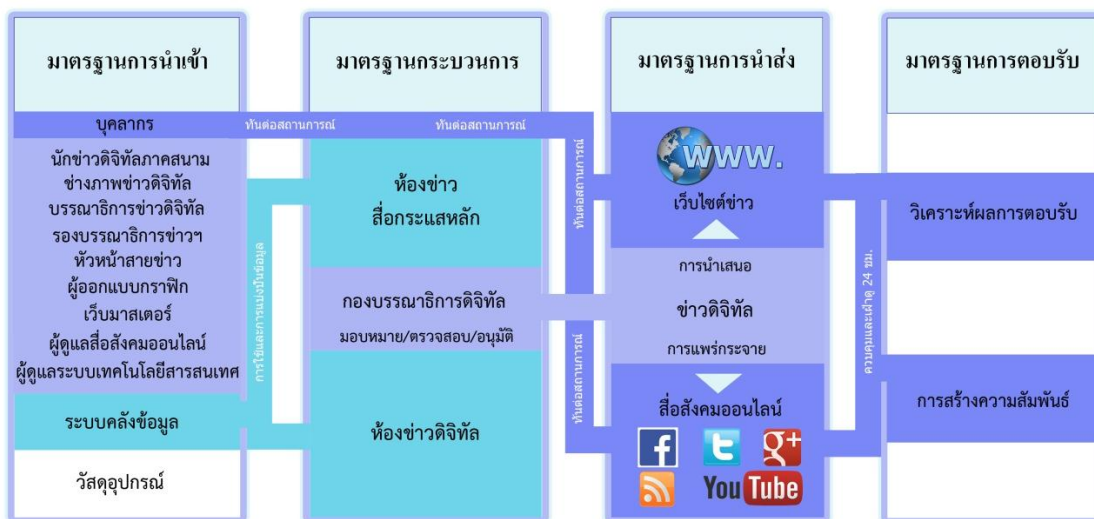 มาตรฐานการนำเข้า
บุคลากร
นักข่าวดิจิทัลภาคสนาม
ช่างภาพข่าวดิจิทัล
บรรณาธิการข่าวดิจิทัล
รองบรรณาธิการข่าวฯ
หัวหน้าสายข่าว
ผู้ออกแบบกราฟิก
เว็บมาสเตอร์
ผู้ดูแลสื่อสังคมออนไลน์
ผู้ดูแลระบบเทคโนโลยีสารสนเทศ
ระบบคลังข้อมูล
วัสดุอุปกรณ์
ทันต่อสถานการณ์
การใช้และการแบ่งปันข้อมูล
มาตรฐานกระบวนการ
ทันต่อสถานการณ์
ห้องข่าว
สื่อกระแสหลัก
กองบรรณาธิการดิจิทัล
มอบหมาย/ตรวจสอบ/อนุมัติ
ห้องข่าวดิจิทัล
ทันต่อสถานการณ์
ทันต่อสถานการณ์
มาตรฐานการนำส่ง
WWW.
เว็บไซต์ข่าว
การนำเสนอ
ข่าวดิจิทัล
การแพร่กระจาย
สื่อสังคมออนไลน์
f
t
g+
You Tube
ควบคุมและเฝ้าดู 24 ชม.
มาตรฐานการตอบรับ
วิเคราะห์ผลการตอบรับ
การสร้างความสัมพันธ์